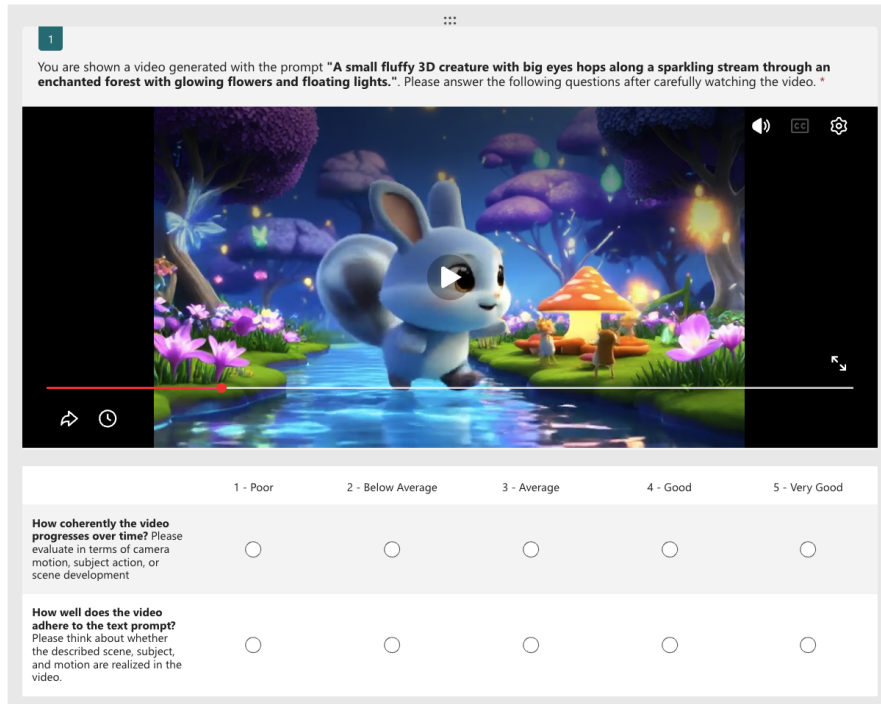 1
You are shown a video generated with the prompt "A small fluffy 3D creature with big eyes hops along a sparkling stream through an
enchanted forest with glowing flowers and floating lights.". Please answer the following questions after carefully watching the video. *
CC
1 - Poor 2 - Below Average 3 - Average 4 - Good 5 - Very Good
How coherently the video
progresses over time? Please
evaluate in terms of camera
motion, subject action, or
scene development
How well does the video
adhere to the text prompt?
Please think about whether
the described scene, subject,
and motion are realized in the
video.